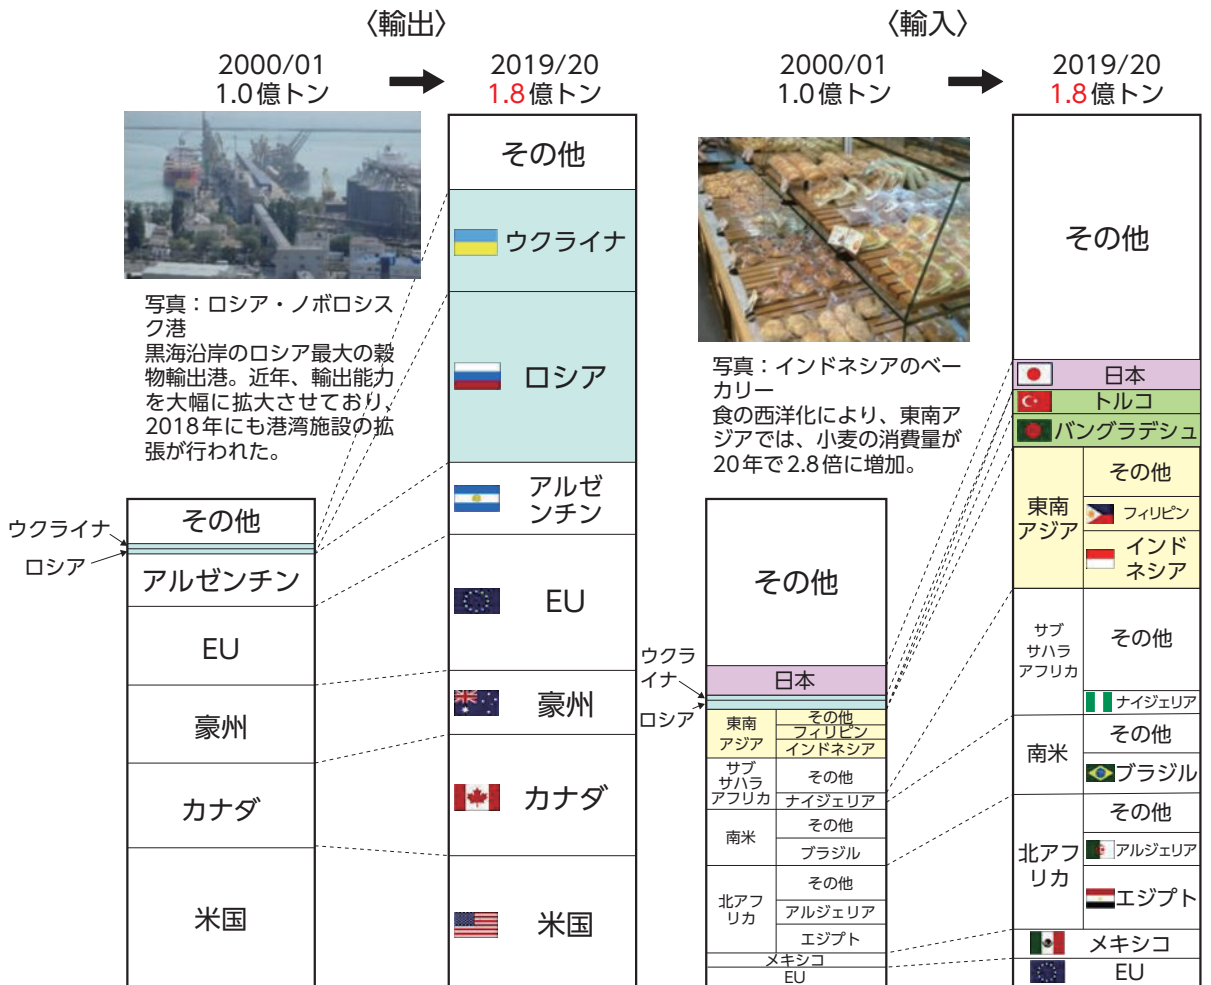 〈輸出〉
2000/01
1.0億トン
2019/20
1.8億トン
写真：ロシア・ノボロシス
ク港
黒海沿岸のロシア最大の穀
物輸出港。近年、輸出能力
を大幅に拡大させており、
2018年にも港湾施設の拡
張が行われた。
その他
ウクライナ
ロシア
アルゼンチン
EU
豪州
カナダ
米国
その他
ウクライナ
ロシア
アルゼ
ンチン
EU
豪州
カナダ
米国
〈輸入〉
2000/01
1.0億トン
2019/20
1.8億トン
写真：インドネシアのベー
カリー
食の西洋化により、東南ア
ジアでは、小麦の消費量が
20年で2.8倍に増加。
その他
日本
ウクラ
イナ
ロシア
東南
アジア
その他
フィリピン
インドネシア
サブ
サハラ
アフリカ
その他
ナイジェリア
南米
その他
ブラジル
北アフ
リカ
その他
アルジェリア
エジプト
メキシコ
EU
その他
日本
トルコ
バングラデシュ
東南
アジア
その他
フィリピン
インド
ネシア
サブ
サハラ
アフリカ
その他
ナイジェリア
南米
その他
ブラジル
北アフ
リカ
その他
アルジェリア
エジプト
メキシコ
EU